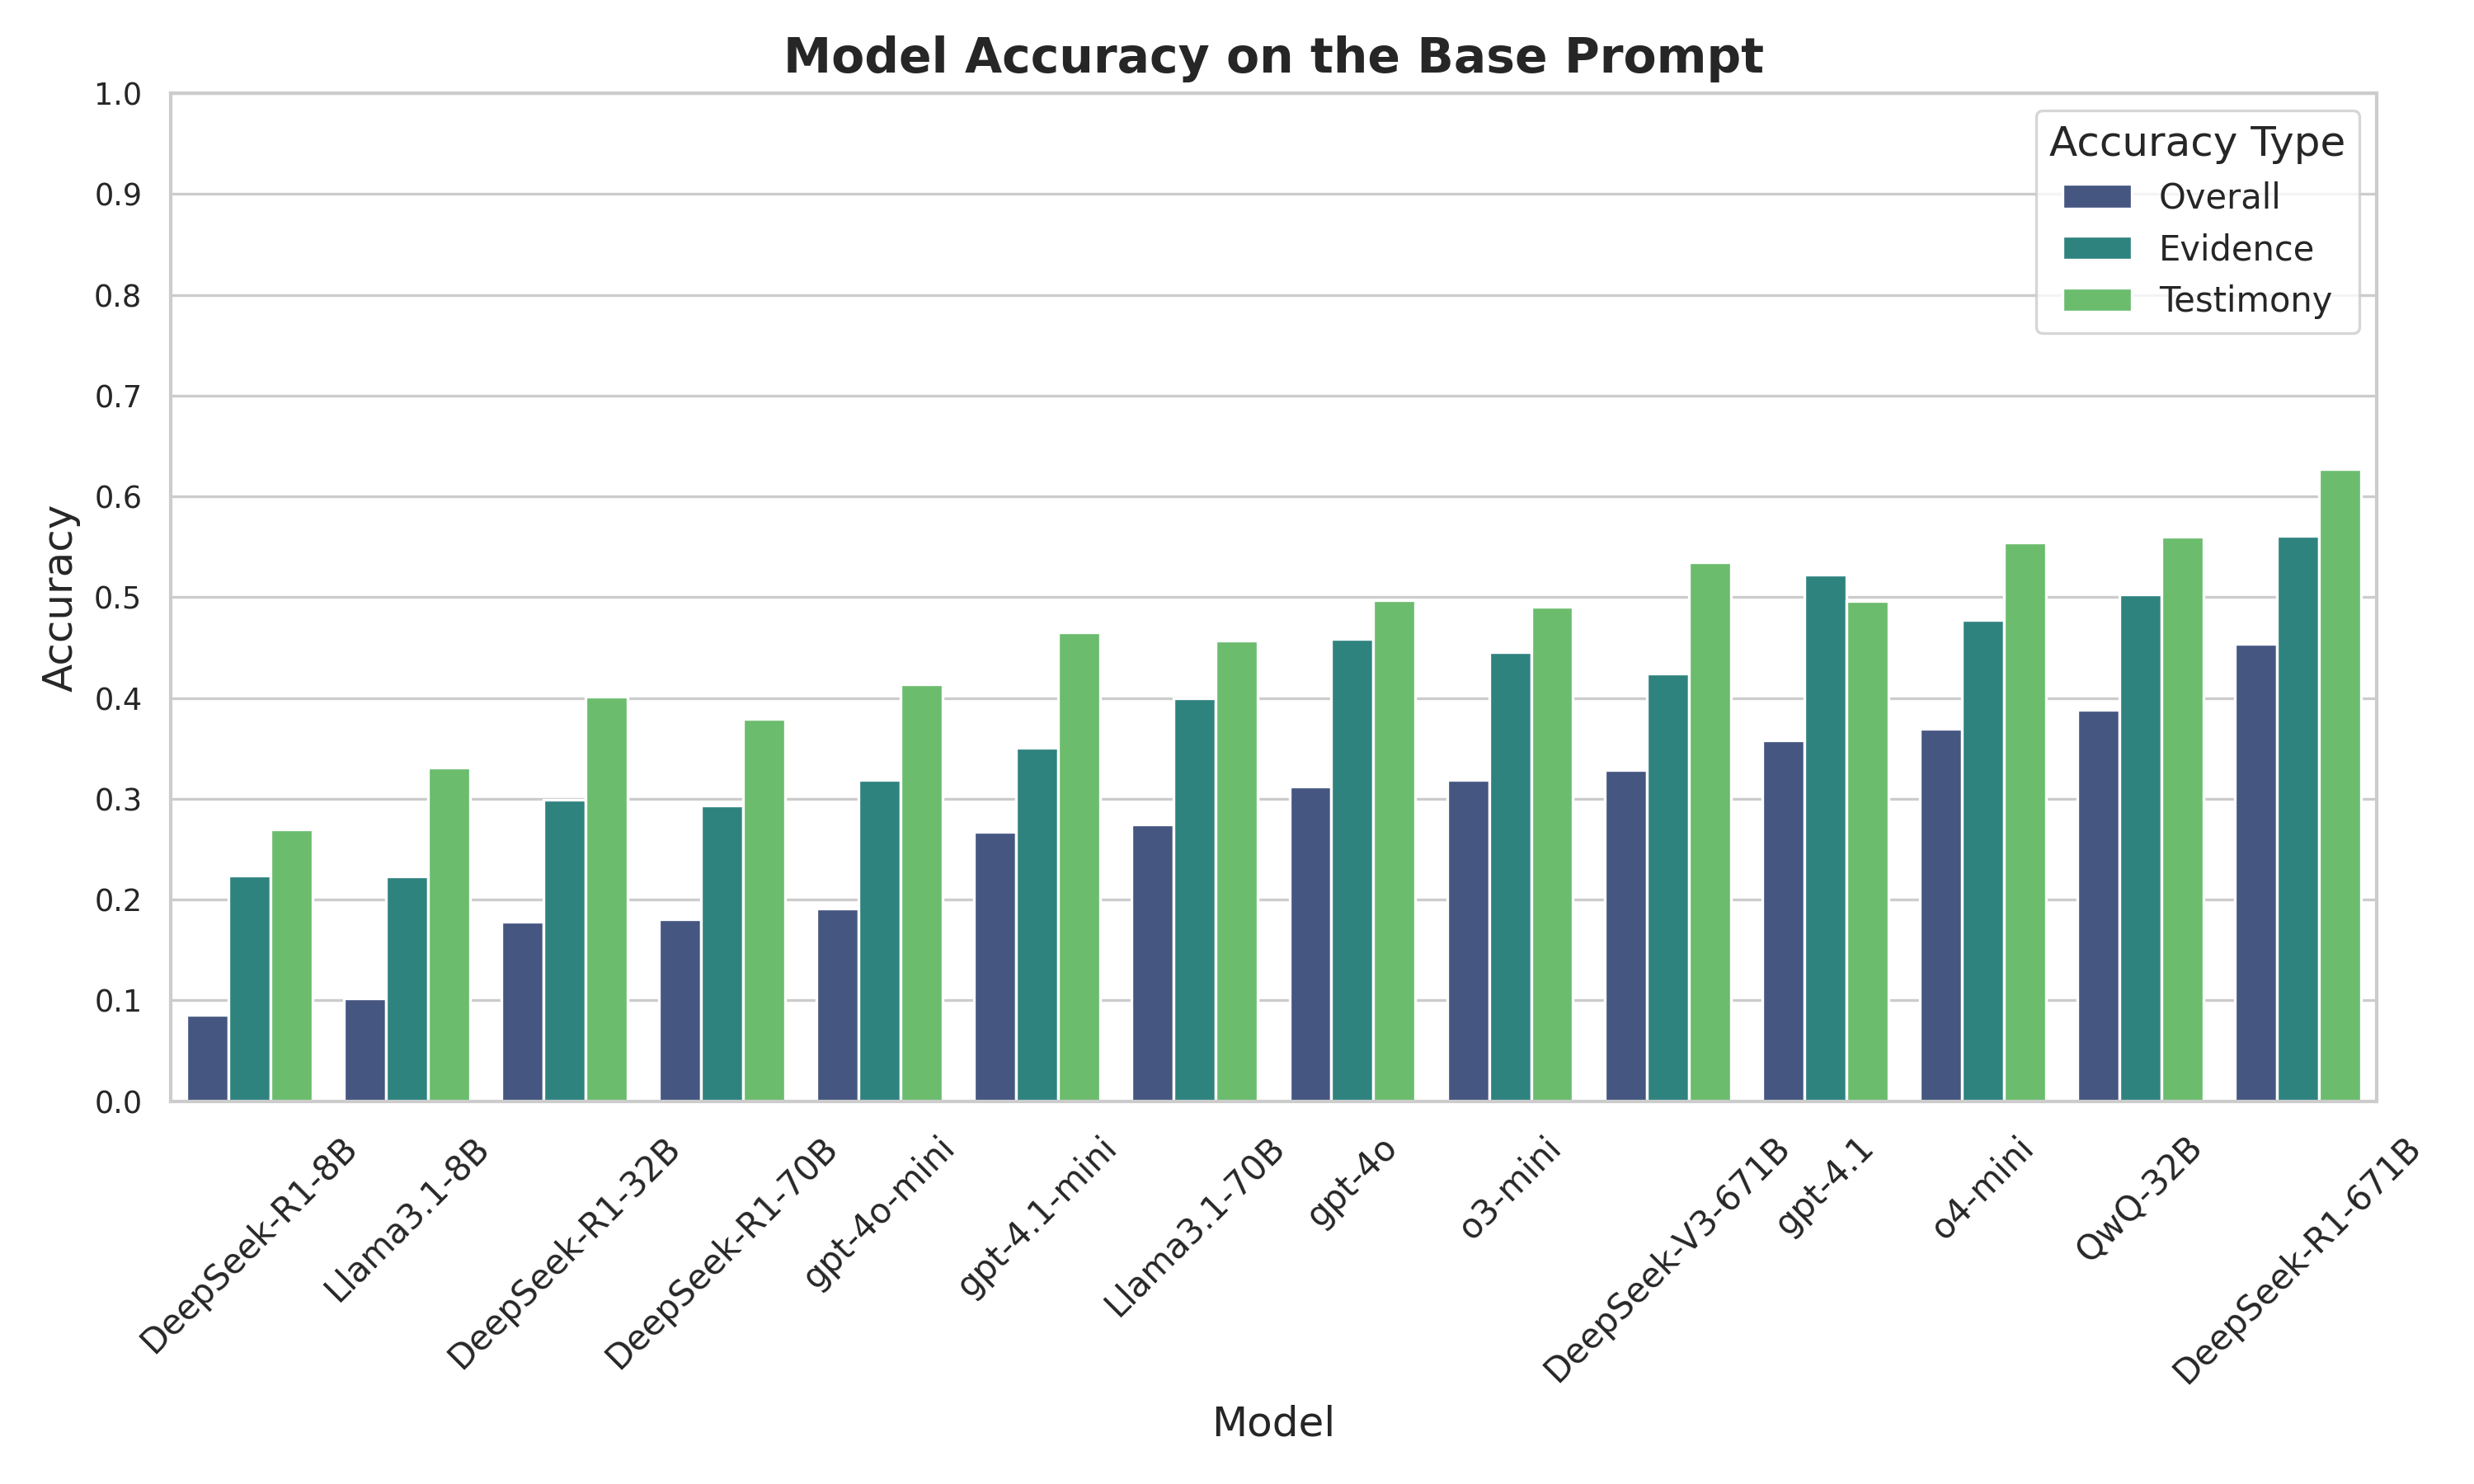 Model Accuracy on the Base Prompt
1.0
0.9
0.8
0.7
0.6
0.5
0.4
0.3
0.2
0.1
0.0
Accuracy
Accuracy Type
Overall
Evidence
Testimony
DeepSeek-R1-8B
Llama3.1-8B
DeepSeek-R1-32B
DeepSeek-R1-70B
gpt-4o-mini
gpt-4.1-mini
Llama3.1-70B
gpt-4o
o3-mini
DeepSeek-V3-671B
gpt-4.1
o4-mini
QwQ-32B
DeepSeek-R1-671B
Model